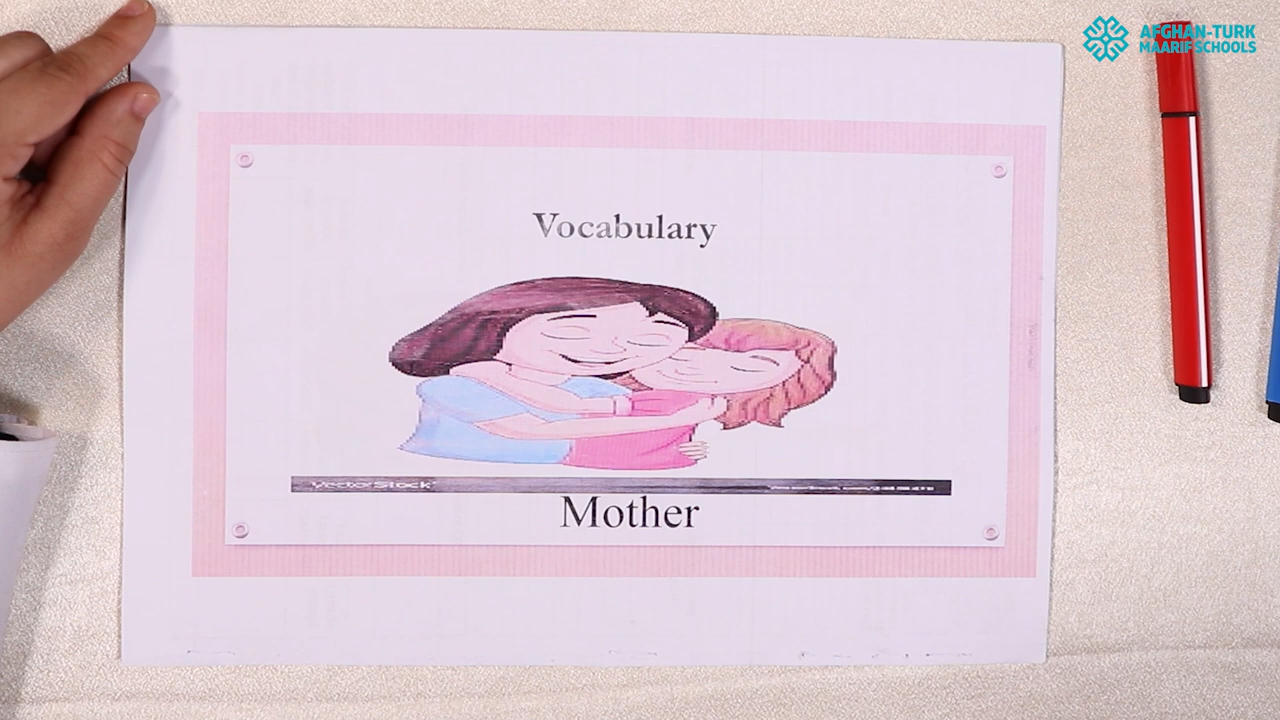 AFGHAN-TURK
MAARIF SCHOOLS
Vocabulary
VectorStock
Mother